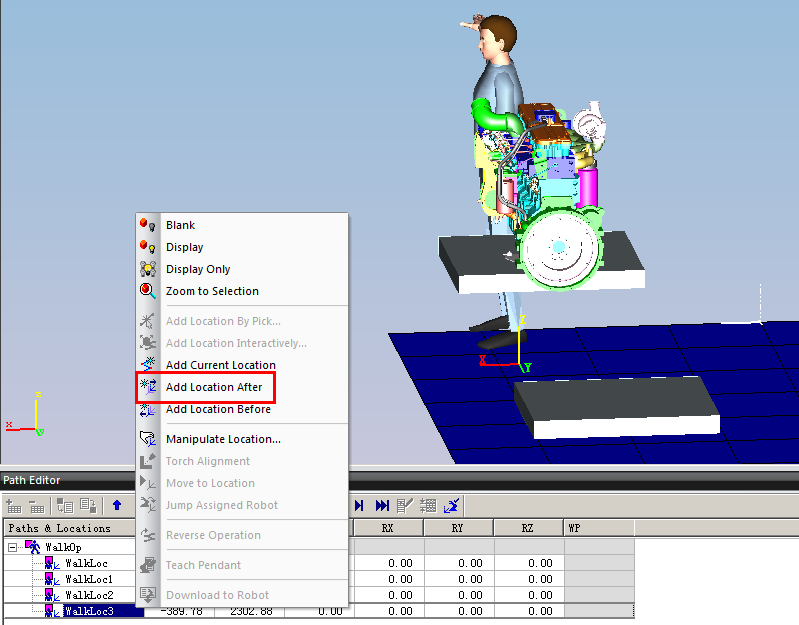 Z
X
Y
Z
X
Y
Blank
Display
Display Only
Zoom to Selection
Add Location By Pick...
Add Location Interactively...
Add Current Location
Add Location After
Add Location Before
Manipulate Location...
Torch Alignment
Move to Location
Jump Assigned Robot
Reverse Operation
Teach Pendant
Download to Robot
Path Editor
Paths & Locations RX RY RZ WP
WalkOp
WalkLoc 0.00 0.00 0.00
WalkLoc1 0.00 0.00 0.00
WalkLoc2 0.00 0.00 0.00
WalkLoc3 -389.78 2302.88 0.00 0.00 0.00 0.00